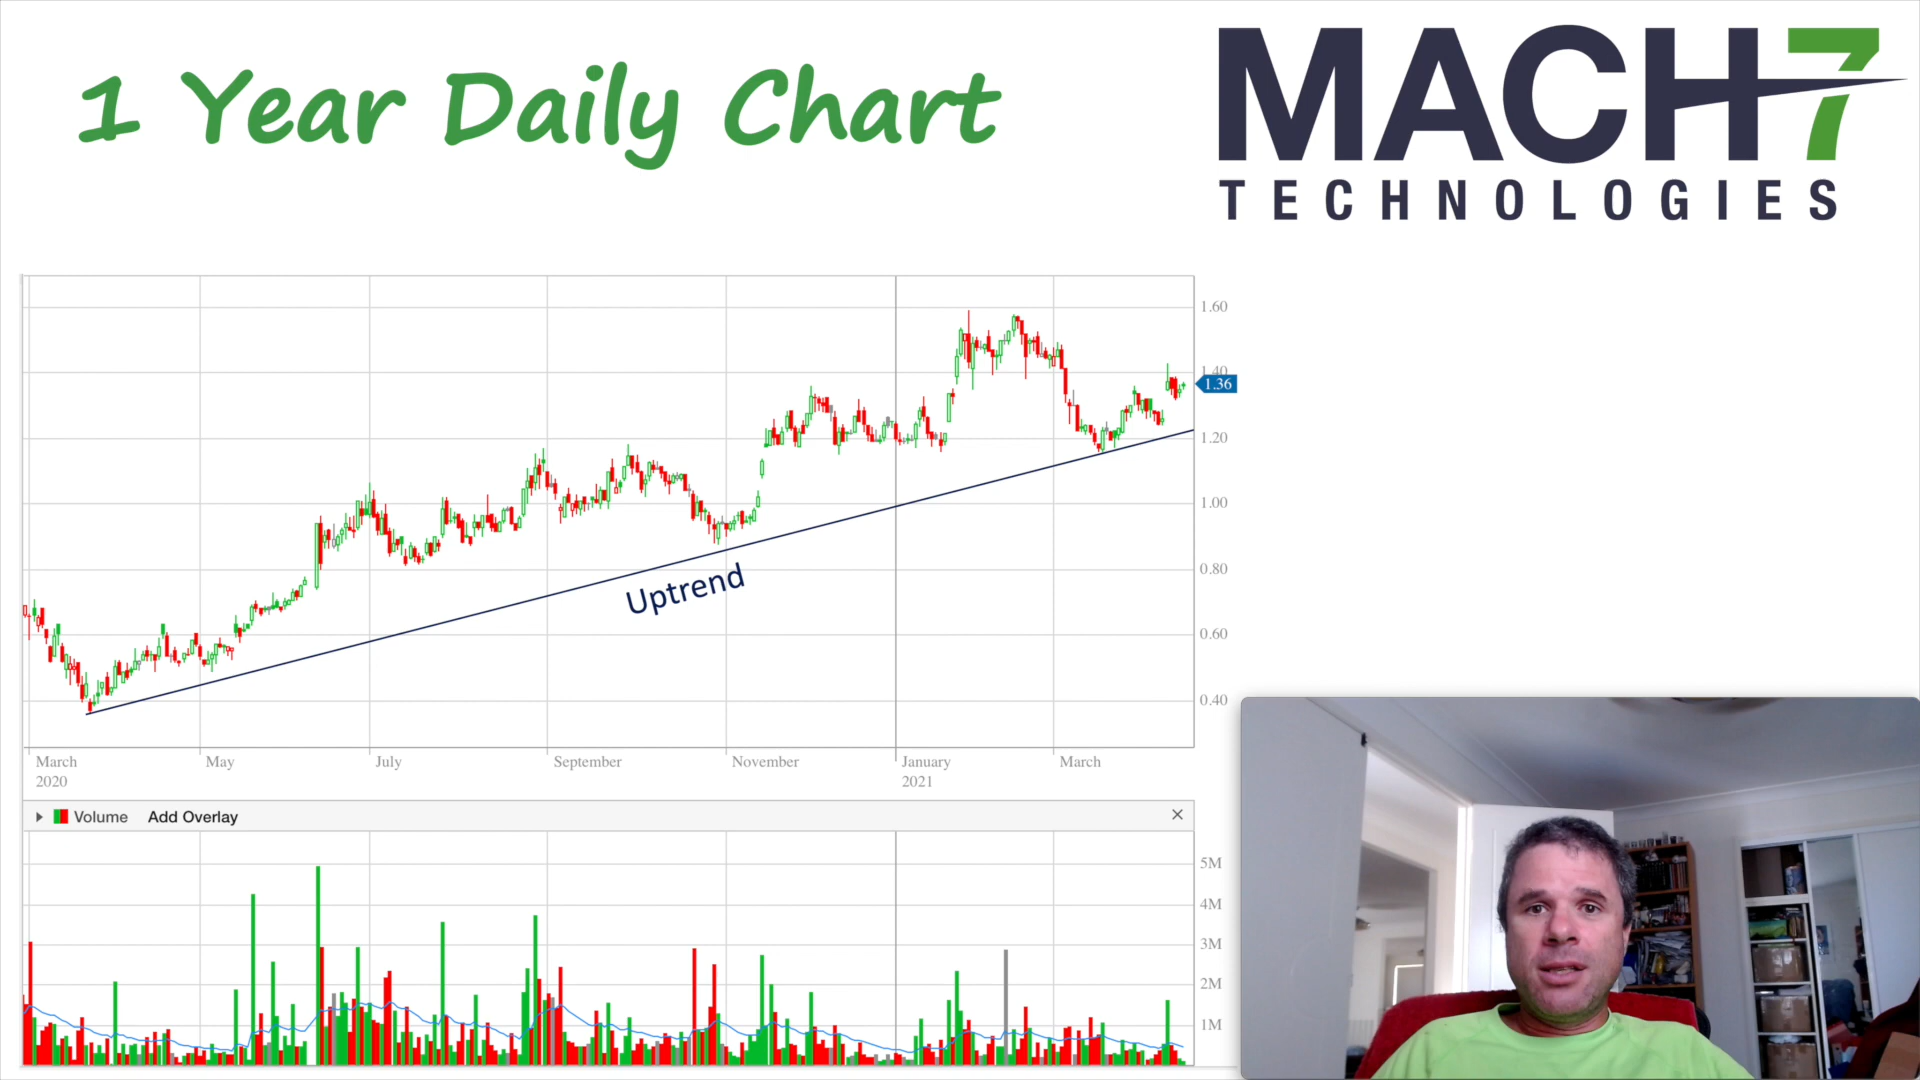 1 Year Daily Chart
MACH7
TECHNOLOGIES
1.60
1.40
1.36
1.20
1.00
0.80
0.60
0.40
Uptrend
March May July September November January March
2020 2021
Volume Add Overlay
5M
4M
3M
2M
1M